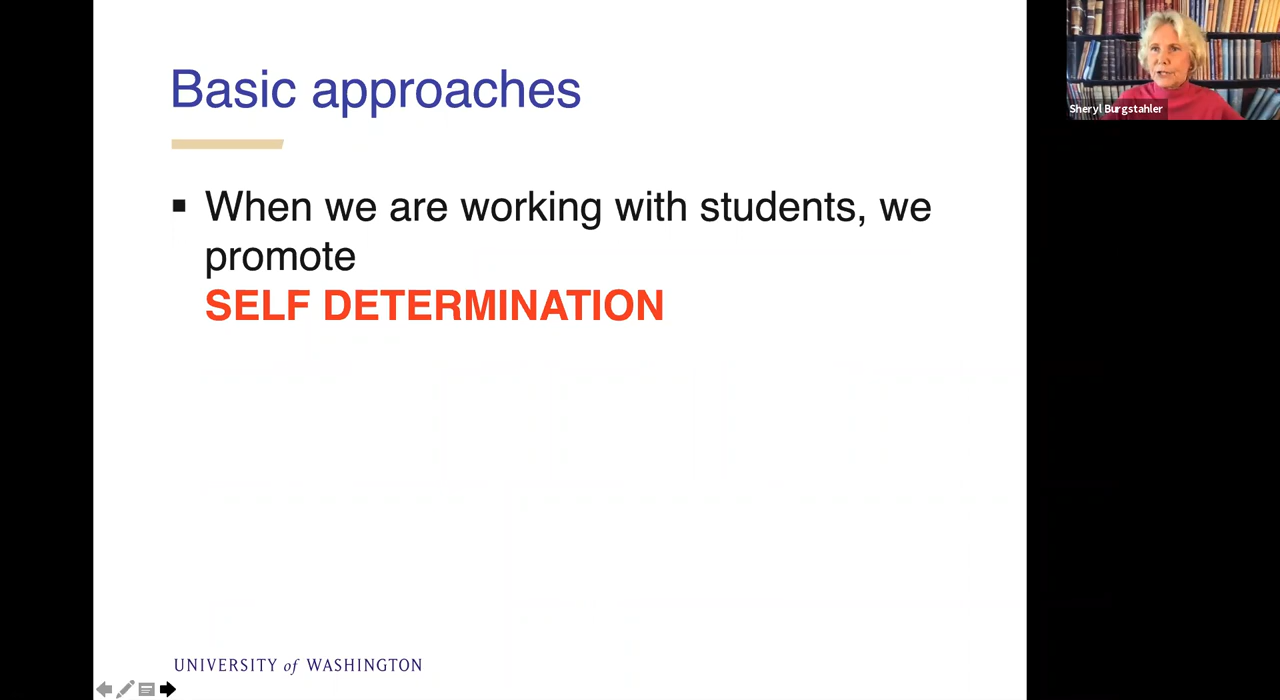 Basic approaches
Sheryl Burgstahler
▪ When we are working with students, we
promote
SELF DETERMINATION
UNIVERSITY of WASHINGTON